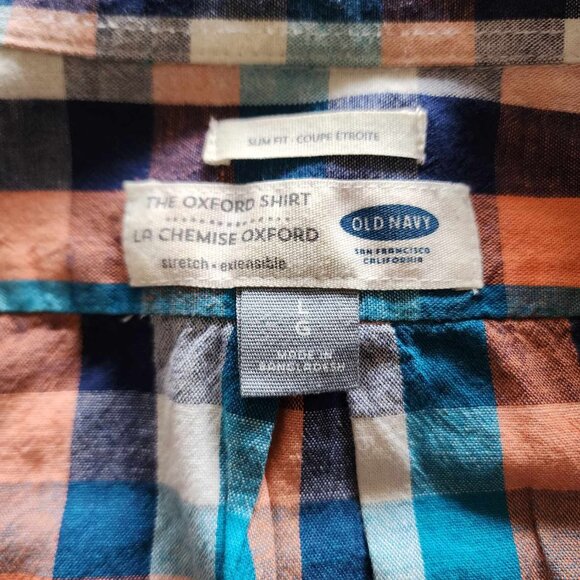 SLIM FIT · COUPE ÉTROITE
THE OXFORD SHIRT
LA CHEMISE OXFORD
stretch • extensible
OLD NAVY
SAN FRANCISCO
CALIFORNIA
L
G
MADE IN
BANGLADESH